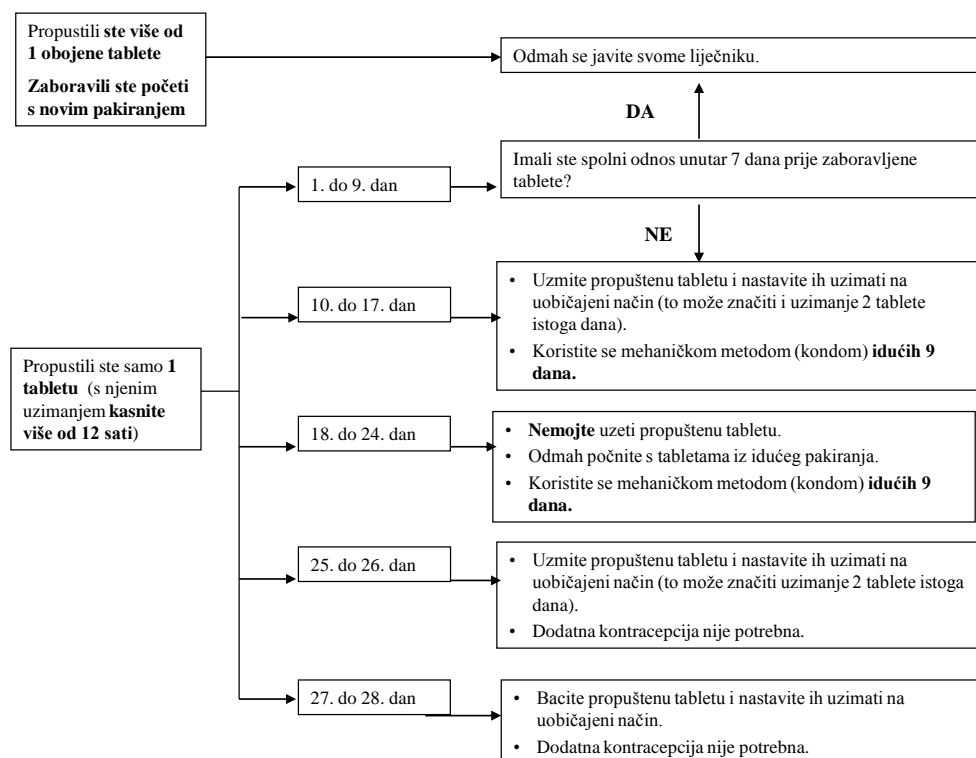 Propustili ste više od
1 obojene tablete
Zaboravili ste početi
s novim pakiranjem
Odmah se javite svome liječniku.
DA
Imali ste spolni odnos unutar 7 dana prije zaboravljene
tablete?
1. do 9. dan
NE
• Uzmite propuštenu tabletu i nastavite ih uzimati na
uobičajeni način (to može značiti i uzimanje 2 tablete
istoga dana).
• Koristite se mehaničkom metodom (kondom) idućih 9
dana.
10. do 17. dan
Propustili ste samo 1
tabletu (s njenim
uzimanjem kasnite
više od 12 sati)
18. do 24. dan
• Nemojte uzeti propuštenu tabletu.
• Odmah počnite s tabletama iz idućeg pakiranja.
• Koristite se mehaničkom metodom (kondom) idućih 9
dana.
25. do 26. dan
• Uzmite propuštenu tabletu i nastavite ih uzimati na
uobičajeni način (to može značiti uzimanje 2 tablete istoga
dana).
• Dodatna kontracepcija nije potrebna.
27. do 28. dan
• Bacite propuštenu tabletu i nastavite ih uzimati na
uobičajeni način.
• Dodatna kontracepcija nije potrebna.